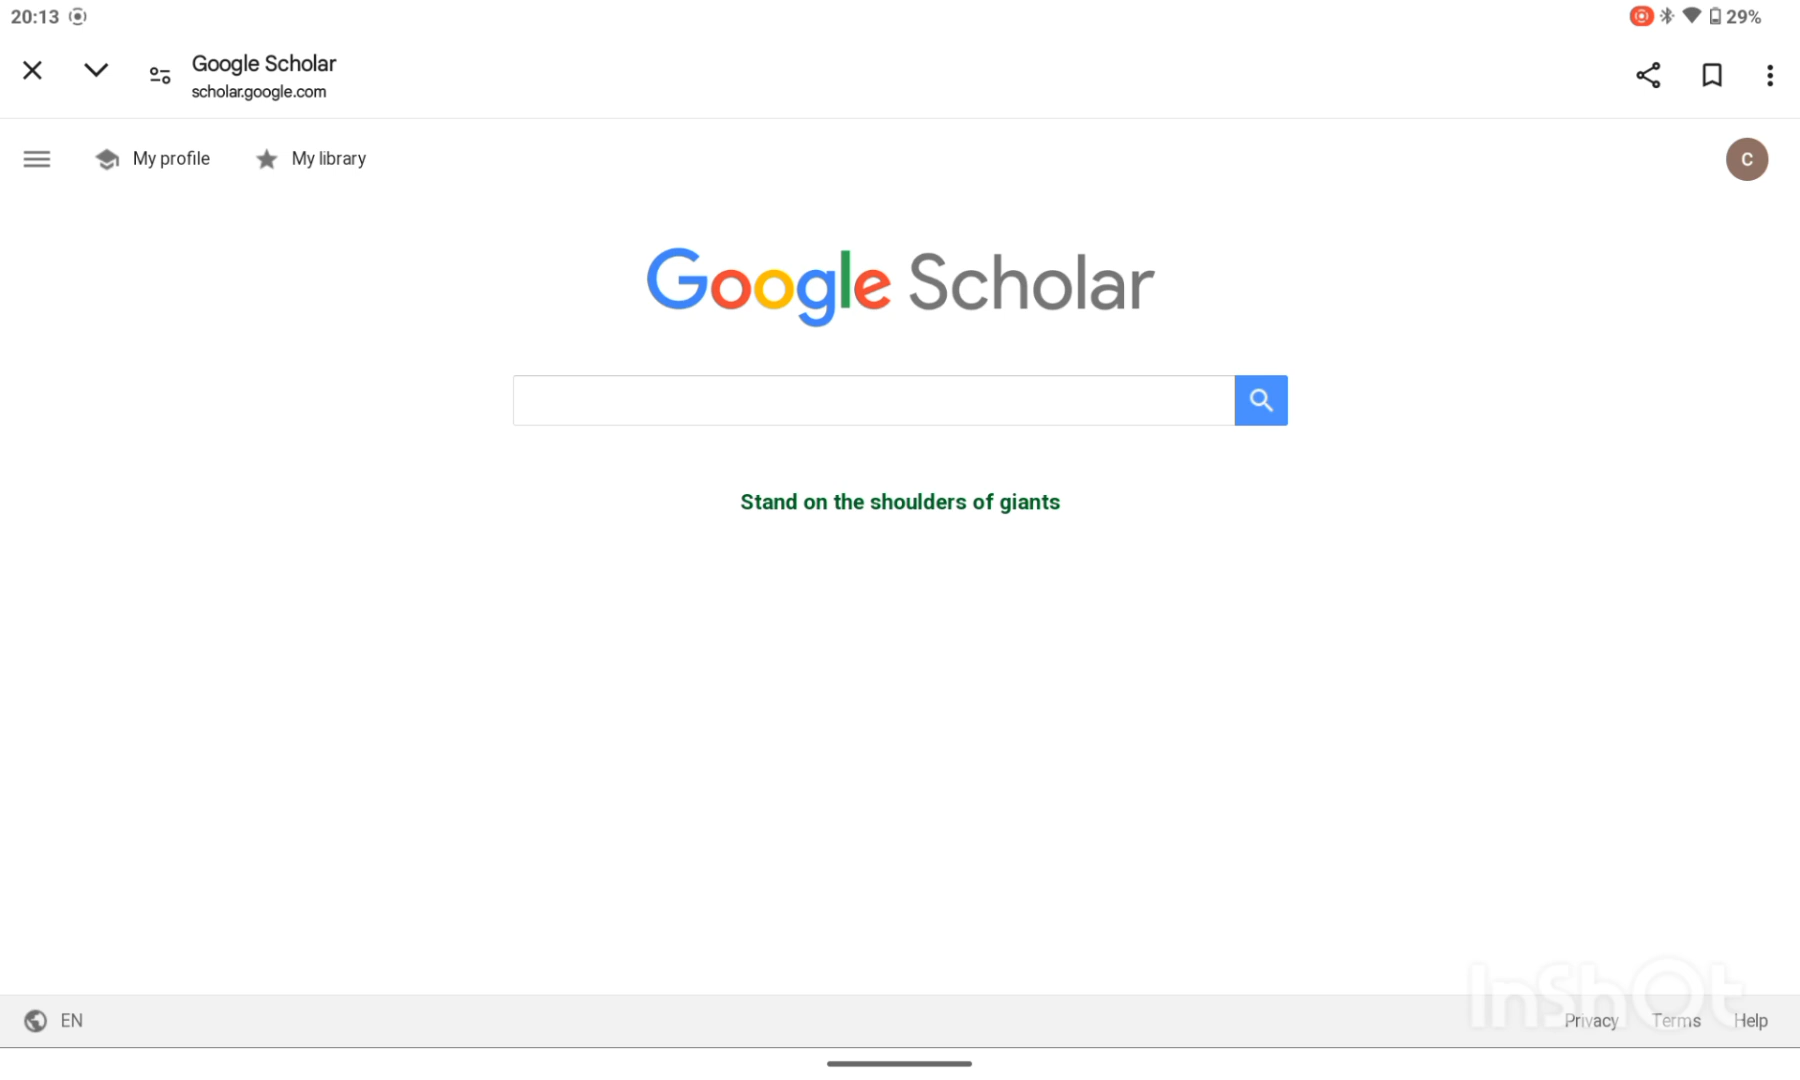 20:13
29%
Google Scholar
scholar.google.com
My profile
My library
C
Google Scholar
Stand on the shoulders of giants
InShOt
EN
Privacy
Terms
Help